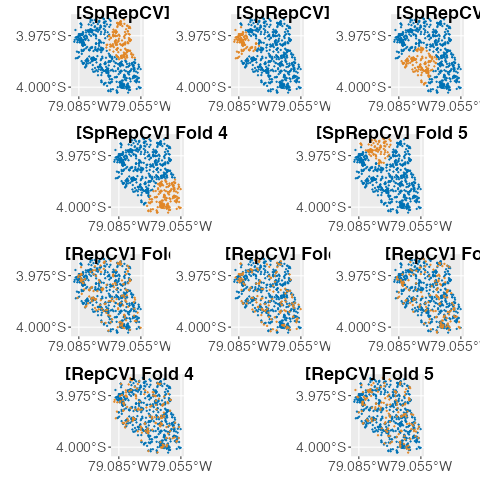 [SpRepCV] [SpRepCV] [SpRepCV
3.975°S 3.975°S 3.975°S
4.000°S 4.000°S 4.000°S
79.085°W79.055°W 79.085°W79.055°W 79.085°W79.055°W
[SpRepCV] Fold 4 [SpRepCV] Fold 5
3.975°S 3.975°S
4.000°S 4.000°S
79.085°W79.055°W 79.085°W79.055°W
[RepCV] Fold [RepCV] Fol [RepCV] Fo
3.975°S 3.975°S 3.975°S
4.000°S 4.000°S 4.000°S
79.085°W79.055°W 79.085°W79.055°W 79.085°W79.055°W
[RepCV] Fold 4 [RepCV] Fold 5
3.975°S 3.975°S
4.000°S 4.000°S
79.085°W79.055°W 79.085°W79.055°W